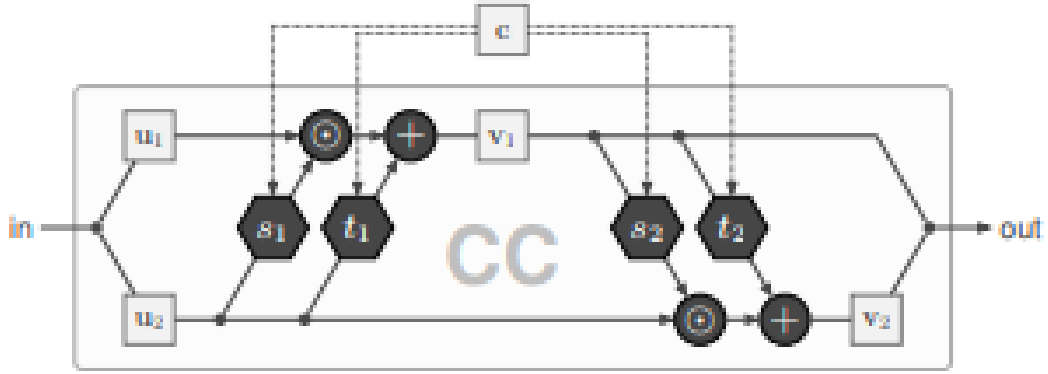 c
u₁ ⊙ + v₁
in s₁ t₁ CC s₂ t₂ out
u₂ ⊙ + v₂